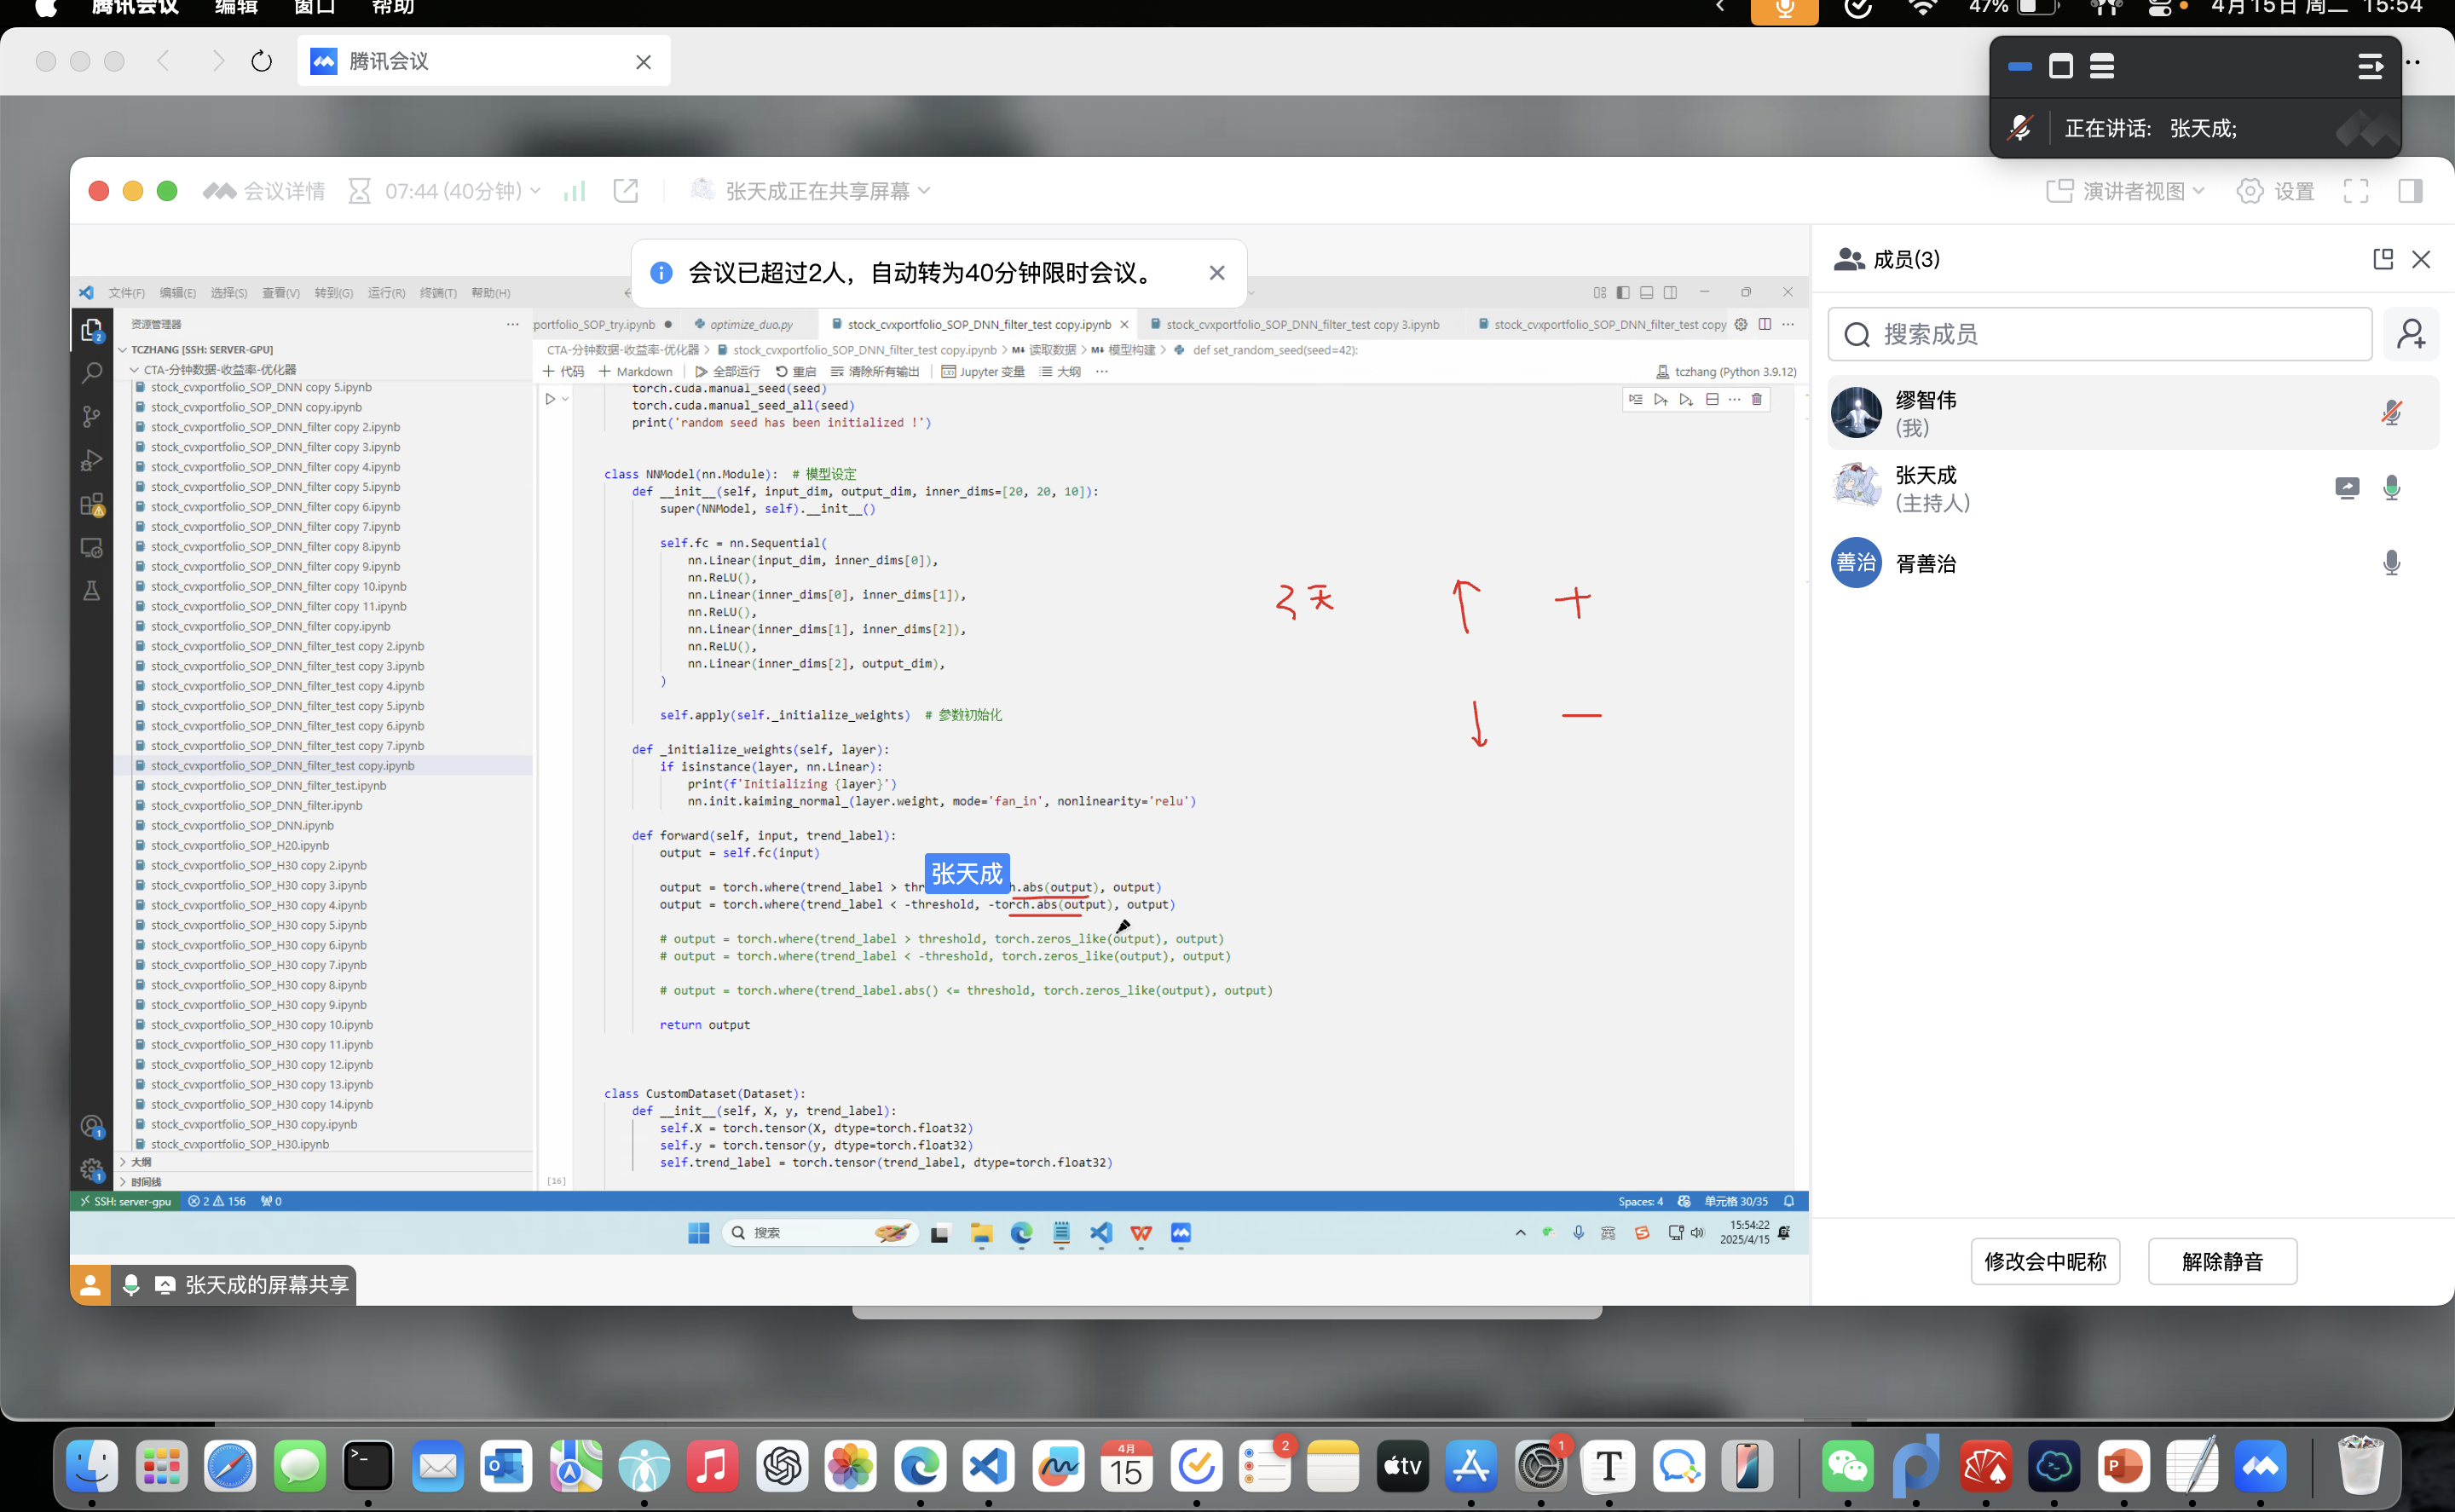 腾讯会议 编辑 窗口 帮助
47% 4月15日 周二 15:54
腾讯会议
正在讲话: 张天成;
会议详情 07:44 (40分钟) 张天成正在共享屏幕
演讲者视图 设置
会议已超过2人，自动转为40分钟限时会议。
文件(F) 编辑(E) 选择(S) 查看(V) 转到(G) 运行(R) 终端(T) 帮助(H)
资源管理器
portfolio_SOP_try.ipynb optimize_duo.py stock_cvxportfolio_SOP_DNN_filter_test copy.ipynb stock_cvxportfolio_SOP_DNN_filter_test copy 3.ipynb stock_cvxportfolio_SOP_DNN_filter_test copy
TCZHANG [SSH: SERVER-GPU]
CTA-分钟数据-收益率-优化器 > stock_cvxportfolio_SOP_DNN_filter_test copy.ipynb > M↓ 读取数据 > M↓ 模型构建 > def set_random_seed(seed=42):
CTA-分钟数据-收益率-优化器
代码 Markdown 全部运行 重启 清除所有输出 Jupyter 变量 大纲 tczhang (Python 3.9.12)
stock_cvxportfolio_SOP_DNN copy 5.ipynb
stock_cvxportfolio_SOP_DNN copy.ipynb
stock_cvxportfolio_SOP_DNN_filter copy 2.ipynb
stock_cvxportfolio_SOP_DNN_filter copy 3.ipynb
stock_cvxportfolio_SOP_DNN_filter copy 4.ipynb
stock_cvxportfolio_SOP_DNN_filter copy 5.ipynb
stock_cvxportfolio_SOP_DNN_filter copy 6.ipynb
stock_cvxportfolio_SOP_DNN_filter copy 7.ipynb
stock_cvxportfolio_SOP_DNN_filter copy 8.ipynb
stock_cvxportfolio_SOP_DNN_filter copy 9.ipynb
stock_cvxportfolio_SOP_DNN_filter copy 10.ipynb
stock_cvxportfolio_SOP_DNN_filter copy 11.ipynb
stock_cvxportfolio_SOP_DNN_filter copy.ipynb
stock_cvxportfolio_SOP_DNN_filter_test copy 2.ipynb
stock_cvxportfolio_SOP_DNN_filter_test copy 3.ipynb
stock_cvxportfolio_SOP_DNN_filter_test copy 4.ipynb
stock_cvxportfolio_SOP_DNN_filter_test copy 5.ipynb
stock_cvxportfolio_SOP_DNN_filter_test copy 6.ipynb
stock_cvxportfolio_SOP_DNN_filter_test copy 7.ipynb
stock_cvxportfolio_SOP_DNN_filter_test copy.ipynb
stock_cvxportfolio_SOP_DNN_filter_test.ipynb
stock_cvxportfolio_SOP_DNN_filter.ipynb
stock_cvxportfolio_SOP_DNN.ipynb
stock_cvxportfolio_SOP_H20.ipynb
stock_cvxportfolio_SOP_H30 copy 2.ipynb
stock_cvxportfolio_SOP_H30 copy 3.ipynb
stock_cvxportfolio_SOP_H30 copy 4.ipynb
stock_cvxportfolio_SOP_H30 copy 5.ipynb
stock_cvxportfolio_SOP_H30 copy 6.ipynb
stock_cvxportfolio_SOP_H30 copy 7.ipynb
stock_cvxportfolio_SOP_H30 copy 8.ipynb
stock_cvxportfolio_SOP_H30 copy 9.ipynb
stock_cvxportfolio_SOP_H30 copy 10.ipynb
stock_cvxportfolio_SOP_H30 copy 11.ipynb
stock_cvxportfolio_SOP_H30 copy 12.ipynb
stock_cvxportfolio_SOP_H30 copy 13.ipynb
stock_cvxportfolio_SOP_H30 copy 14.ipynb
stock_cvxportfolio_SOP_H30 copy.ipynb
stock_cvxportfolio_SOP_H30.ipynb
大纲
时间线
torch.cuda.manual_seed(seed)
torch.cuda.manual_seed_all(seed)
print('random seed has been initialized !')
class NNModel(nn.Module):  # 模型设定
def __init__(self, input_dim, output_dim, inner_dims=[20, 20, 10]):
super(NNModel, self).__init__()
self.fc = nn.Sequential(
nn.Linear(input_dim, inner_dims[0]),
nn.ReLU(),
nn.Linear(inner_dims[0], inner_dims[1]),
nn.ReLU(),
nn.Linear(inner_dims[1], inner_dims[2]),
nn.ReLU(),
nn.Linear(inner_dims[2], output_dim),
)
self.apply(self._initialize_weights)  # 参数初始化
def _initialize_weights(self, layer):
if isinstance(layer, nn.Linear):
print(f'Initializing {layer}')
nn.init.kaiming_normal_(layer.weight, mode='fan_in', nonlinearity='relu')
def forward(self, input, trend_label):
output = self.fc(input)
张天成
output = torch.where(trend_label > thr h.abs(output), output)
output = torch.where(trend_label < -threshold, -torch.abs(output), output)
# output = torch.where(trend_label > threshold, torch.zeros_like(output), output)
# output = torch.where(trend_label < -threshold, torch.zeros_like(output), output)
# output = torch.where(trend_label.abs() <= threshold, torch.zeros_like(output), output)
return output
class CustomDataset(Dataset):
def __init__(self, X, y, trend_label):
self.X = torch.tensor(X, dtype=torch.float32)
self.y = torch.tensor(y, dtype=torch.float32)
self.trend_label = torch.tensor(trend_label, dtype=torch.float32)
[16]
天 ↑ +
↓ −
SSH: server-gpu 2 156 0 Spaces: 4 单元格 30/35
搜索 英 15:54:22
2025/4/15
张天成的屏幕共享
成员(3)
搜索成员
缪智伟
(我)
张天成
(主持人)
善治 胥善治
修改会中昵称 解除静音
4月
15
2
tv
1
T
P